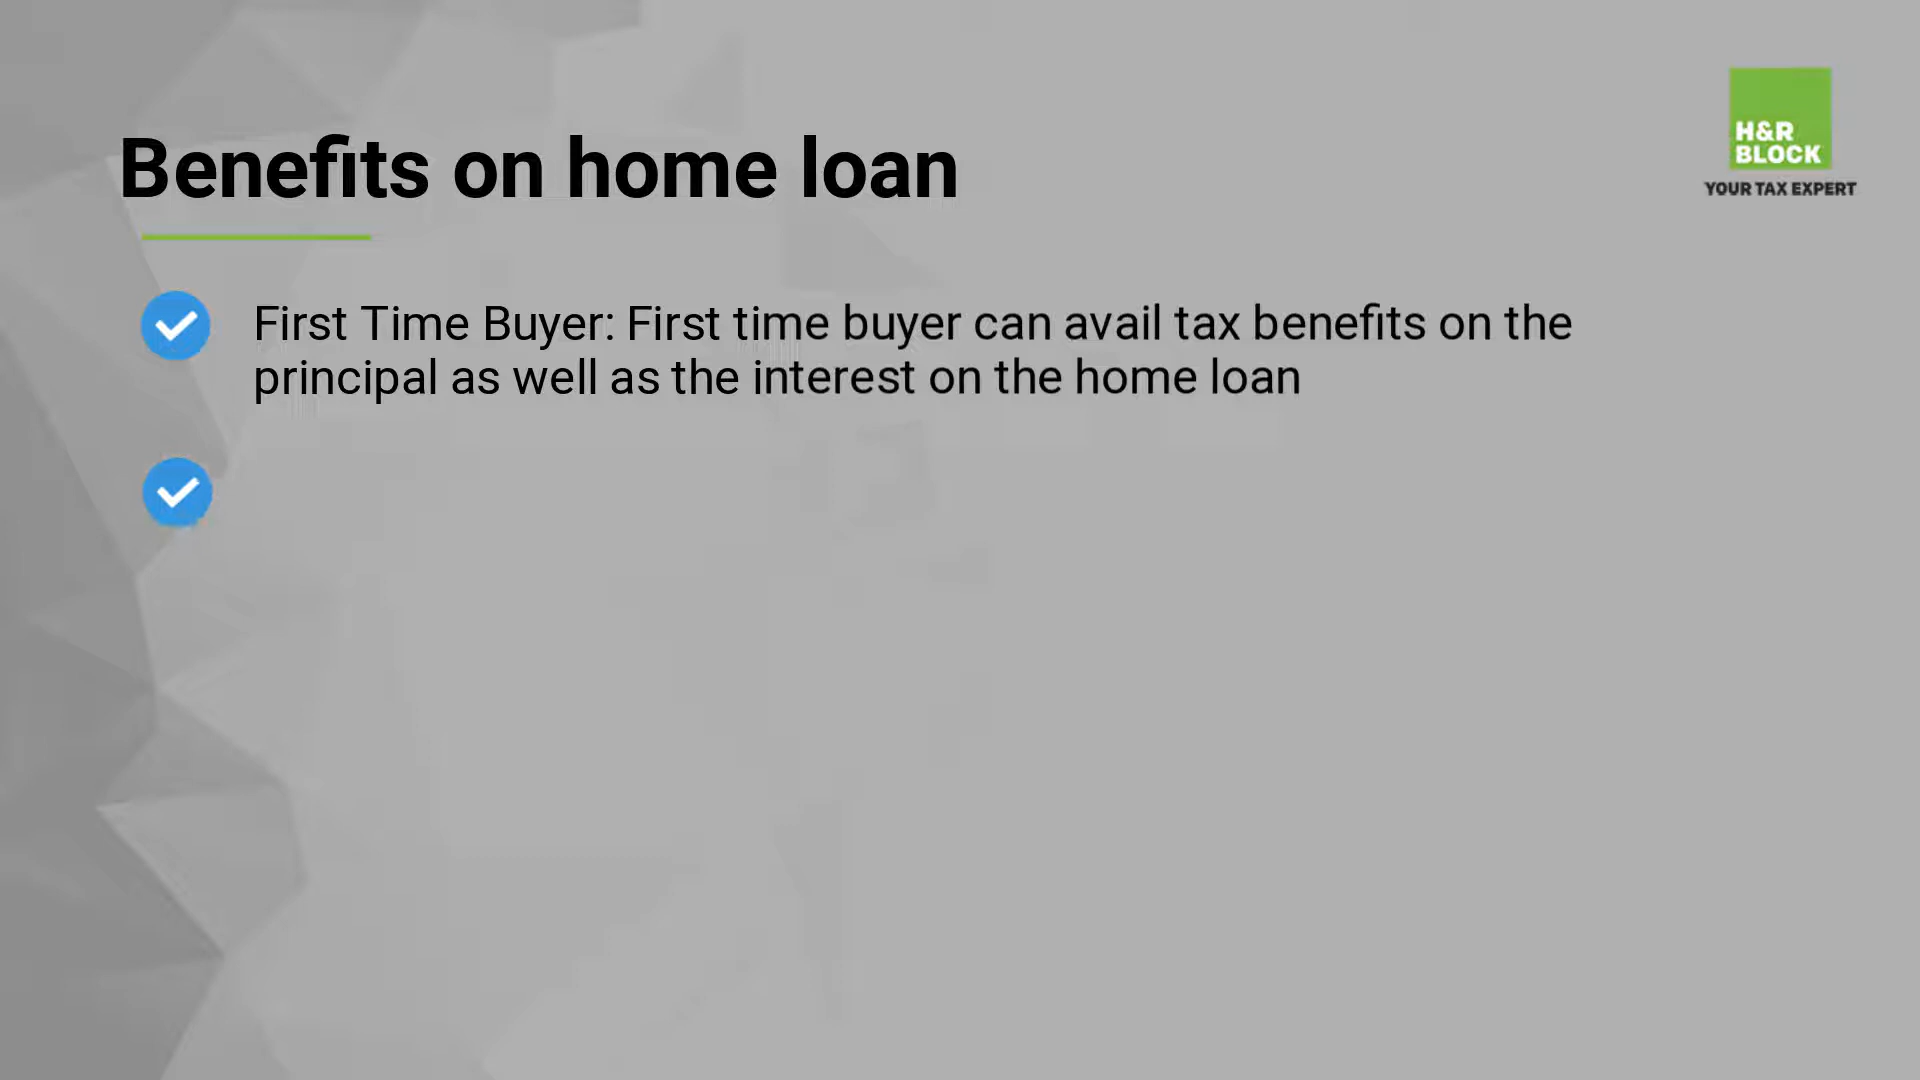 H&R
BLOCK
YOUR TAX EXPERT
Benefits on home loan
First Time Buyer: First time buyer can avail tax benefits on the
principal as well as the interest on the home loan